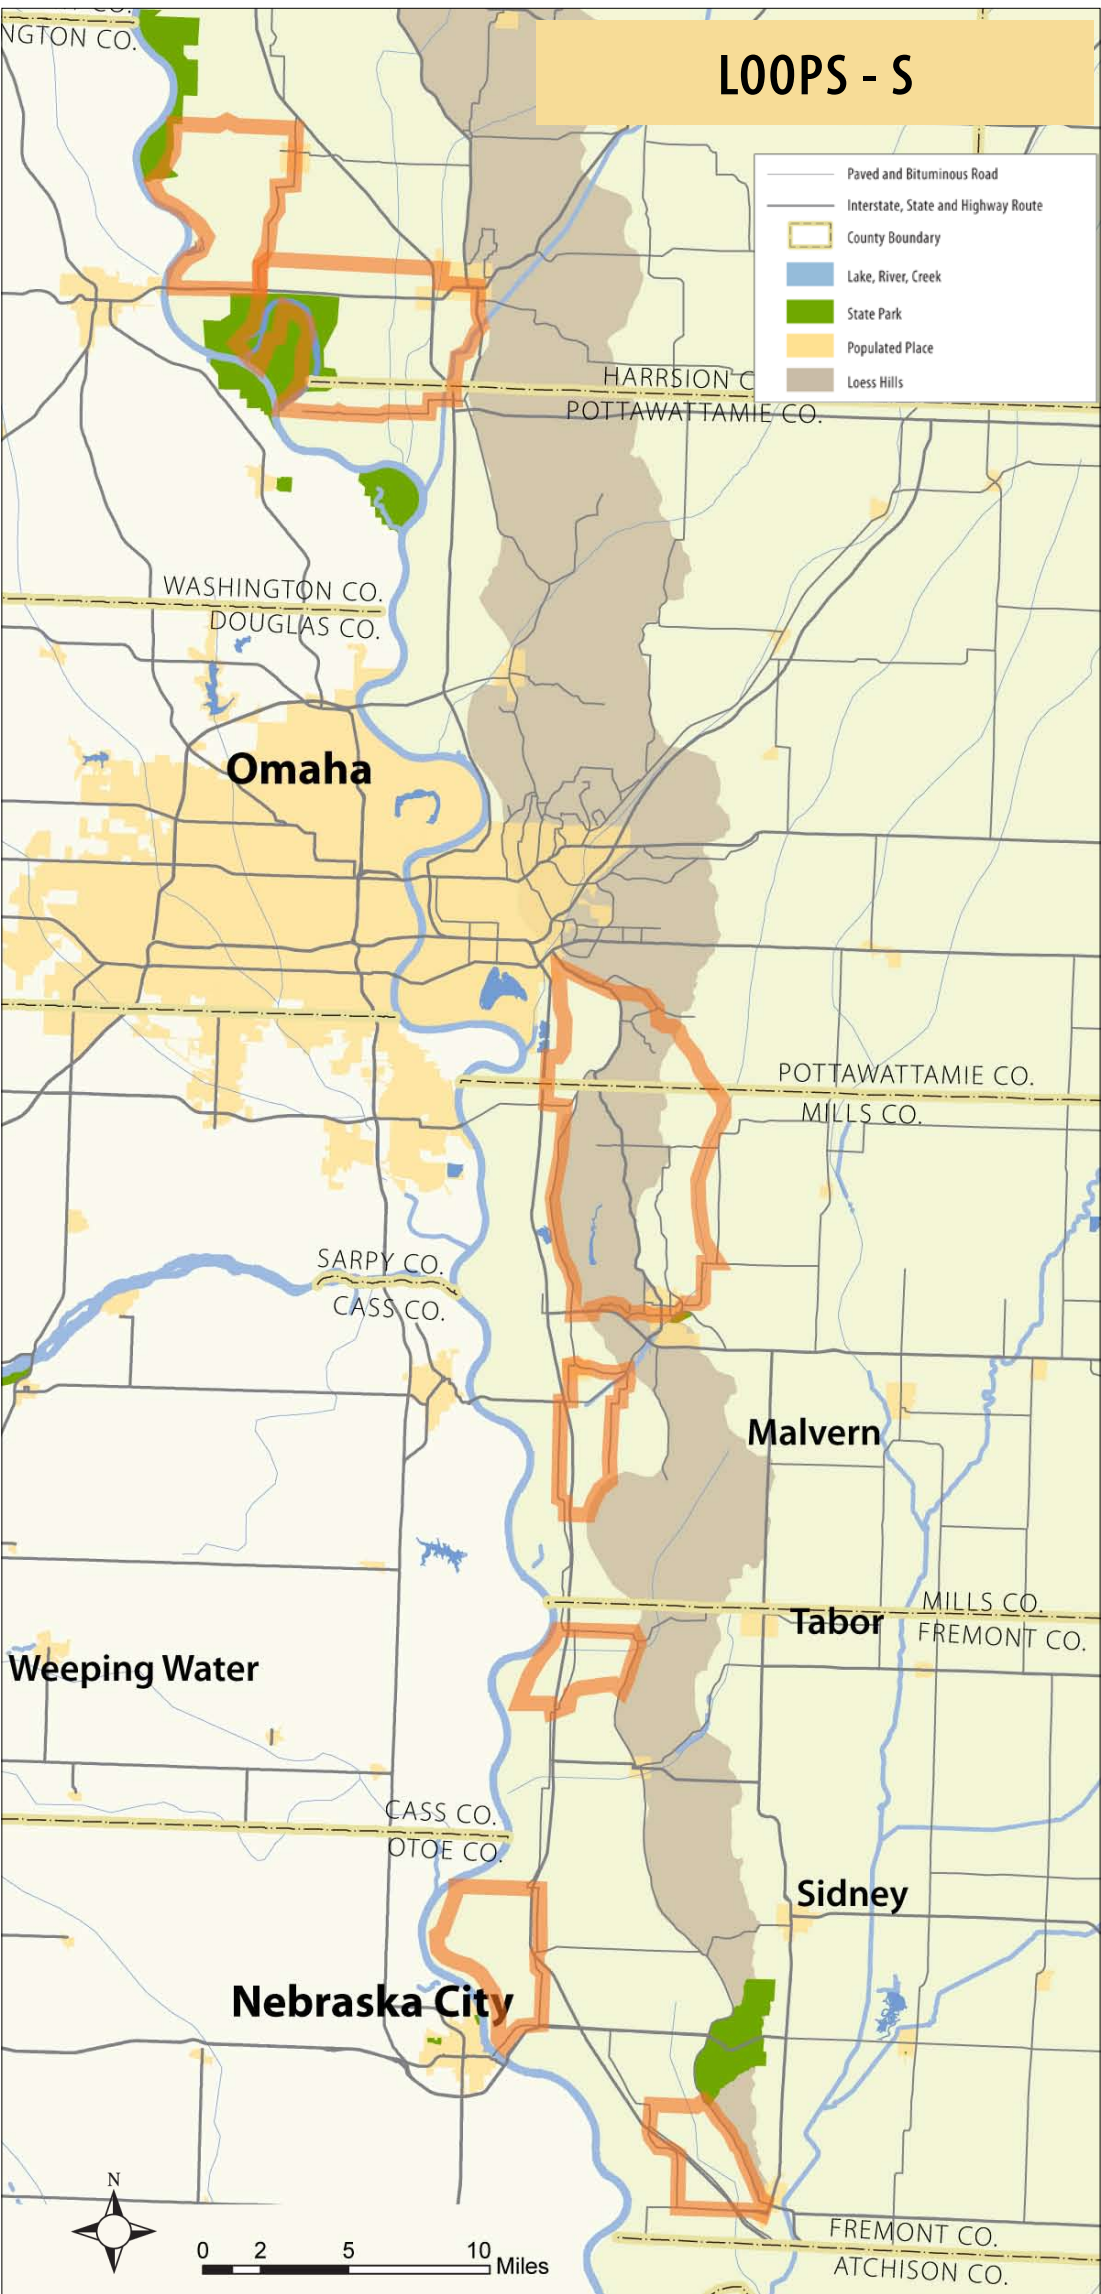 NGTON CO.
LOOPS - S
Paved and Bituminous Road
Interstate, State and Highway Route
County Boundary
Lake, River, Creek
State Park
Populated Place
Loess Hills
HARRSION C
POTTAWATTAMIE CO.
WASHINGTON CO.
DOUGLAS CO.
Omaha
POTTAWATTAMIE CO.
MILLS CO.
SARPY CO.
CASS CO.
Malvern
MILLS CO.
Tabor
FREMONT CO.
Weeping Water
CASS CO.
OTOE CO.
Sidney
Nebraska City
N
0 2 5 10 Miles
FREMONT CO.
ATCHISON CO.